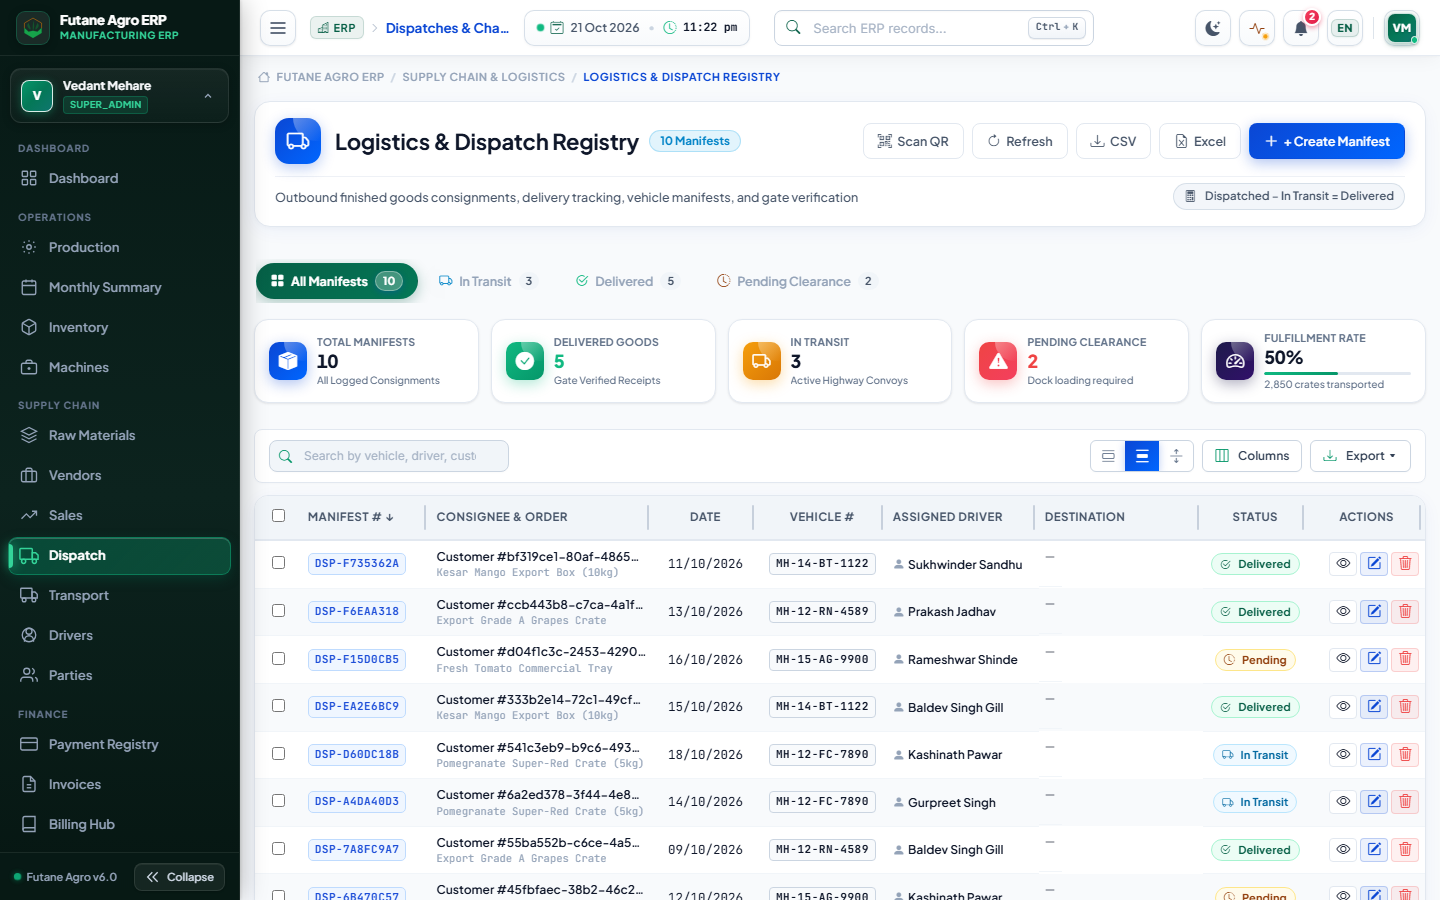 Futane Agro ERP
MANUFACTURING ERP
V
Vedant Mehare
SUPER_ADMIN
DASHBOARD
Dashboard
OPERATIONS
Production
Monthly Summary
Inventory
Machines
SUPPLY CHAIN
Raw Materials
Vendors
Sales
Dispatch
Transport
Drivers
Parties
FINANCE
Payment Registry
Invoices
Billing Hub
Futane Agro v6.0
Collapse
ERP
Dispatches & Cha...
21 Oct 2026 • 11:22 pm
Search ERP records...
Ctrl + K
2
EN
VM
FUTANE AGRO ERP / SUPPLY CHAIN & LOGISTICS / LOGISTICS & DISPATCH REGISTRY
Logistics & Dispatch Registry
10 Manifests
Scan QR
Refresh
CSV
Excel
+ Create Manifest
Outbound finished goods consignments, delivery tracking, vehicle manifests, and gate verification
Dispatched − In Transit = Delivered
All Manifests 10
In Transit 3
Delivered 5
Pending Clearance 2
TOTAL MANIFESTS
10
All Logged Consignments
DELIVERED GOODS
5
Gate Verified Receipts
IN TRANSIT
3
Active Highway Convoys
PENDING CLEARANCE
2
Dock loading required
FULFILLMENT RATE
50%
2,850 crates transported
Search by vehicle, driver, cust
Columns
Export
MANIFEST # ↓ CONSIGNEE & ORDER DATE VEHICLE # ASSIGNED DRIVER DESTINATION STATUS ACTIONS
DSP-F735362A Customer #bf319ce1-80af-4865... 11/10/2026 MH-14-BT-1122 Sukhwinder Sandhu — Delivered
Kesar Mango Export Box (10kg)
DSP-F6EAA318 Customer #ccb443b8-c7ca-4a1f... 13/10/2026 MH-12-RN-4589 Prakash Jadhav — Delivered
Export Grade A Grapes Crate
DSP-F15D0CB5 Customer #d04f1c3c-2453-4290... 16/10/2026 MH-15-AG-9900 Rameshwar Shinde — Pending
Fresh Tomato Commercial Tray
DSP-EA2E6BC9 Customer #333b2e14-72c1-49cf... 15/10/2026 MH-14-BT-1122 Baldev Singh Gill — Delivered
Kesar Mango Export Box (10kg)
DSP-D60DC18B Customer #541c3eb9-b9c6-493... 18/10/2026 MH-12-FC-7890 Kashinath Pawar — In Transit
Pomegranate Super-Red Crate (5kg)
DSP-A4DA40D3 Customer #6a2ed378-3f44-4e8... 14/10/2026 MH-12-FC-7890 Gurpreet Singh — In Transit
Pomegranate Super-Red Crate (5kg)
DSP-7A8FC9A7 Customer #55ba552b-c6ce-4a5... 09/10/2026 MH-12-RN-4589 Baldev Singh Gill — Delivered
Export Grade A Grapes Crate
DSP-6B470C57 Customer #45fbfaec-38b2-46c2... 12/10/2026 MH-15-AG-9900 Kashinath Pawar — Pending